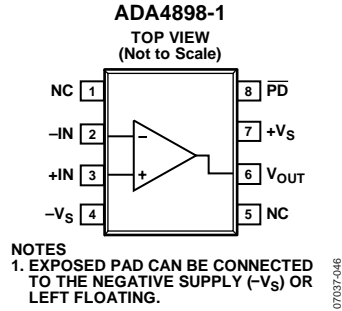 ADA4898-1
TOP VIEW
(Not to Scale)
NC 1
8 P̅D̅
–IN 2
7 +VS
+IN 3
6 VOUT
–VS 4
5 NC
–
+
NOTES
1. EXPOSED PAD CAN BE CONNECTED
TO THE NEGATIVE SUPPLY (–VS) OR
LEFT FLOATING.
07037-046